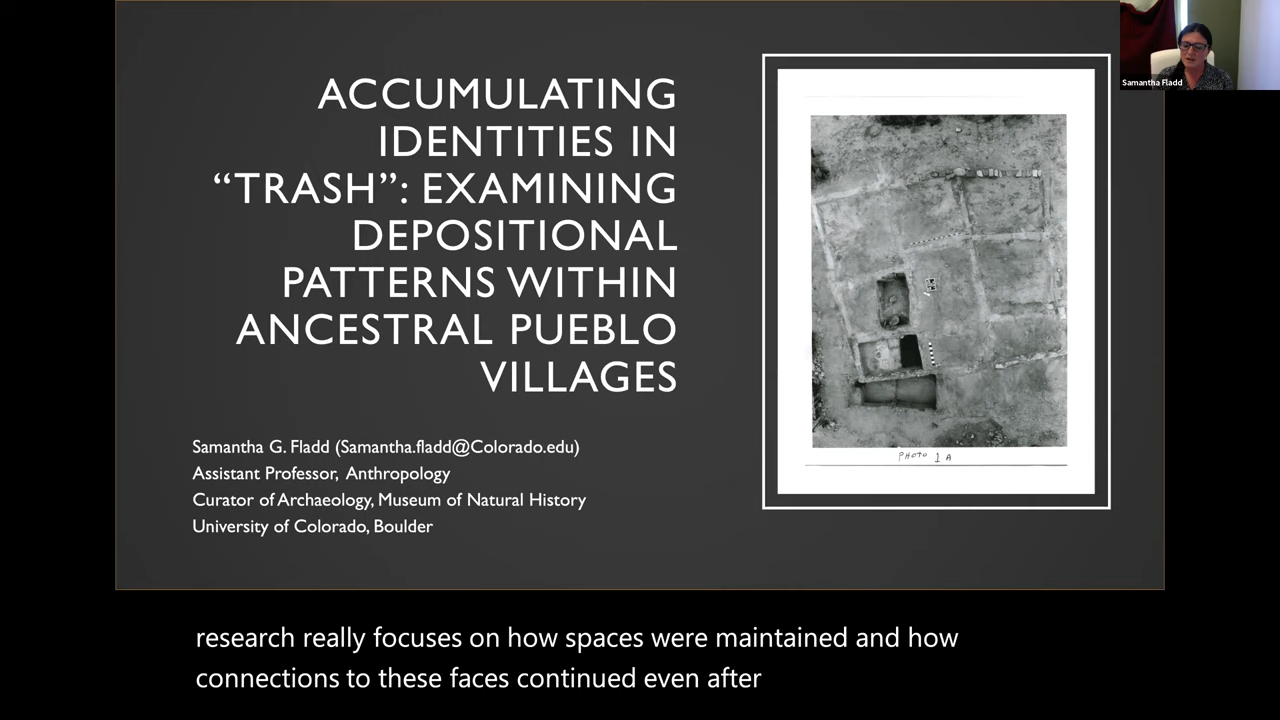 ACCUMULATING
IDENTITIES IN
“TRASH”: EXAMINING
DEPOSITIONAL
PATTERNS WITHIN
ANCESTRAL PUEBLO
VILLAGES
Samantha G. Fladd (Samantha.fladd@Colorado.edu)
Assistant Professor, Anthropology
Curator of Archaeology, Museum of Natural History
University of Colorado, Boulder
PHOTO 1 A
Samantha Fladd
research really focuses on how spaces were maintained and how
connections to these faces continued even after